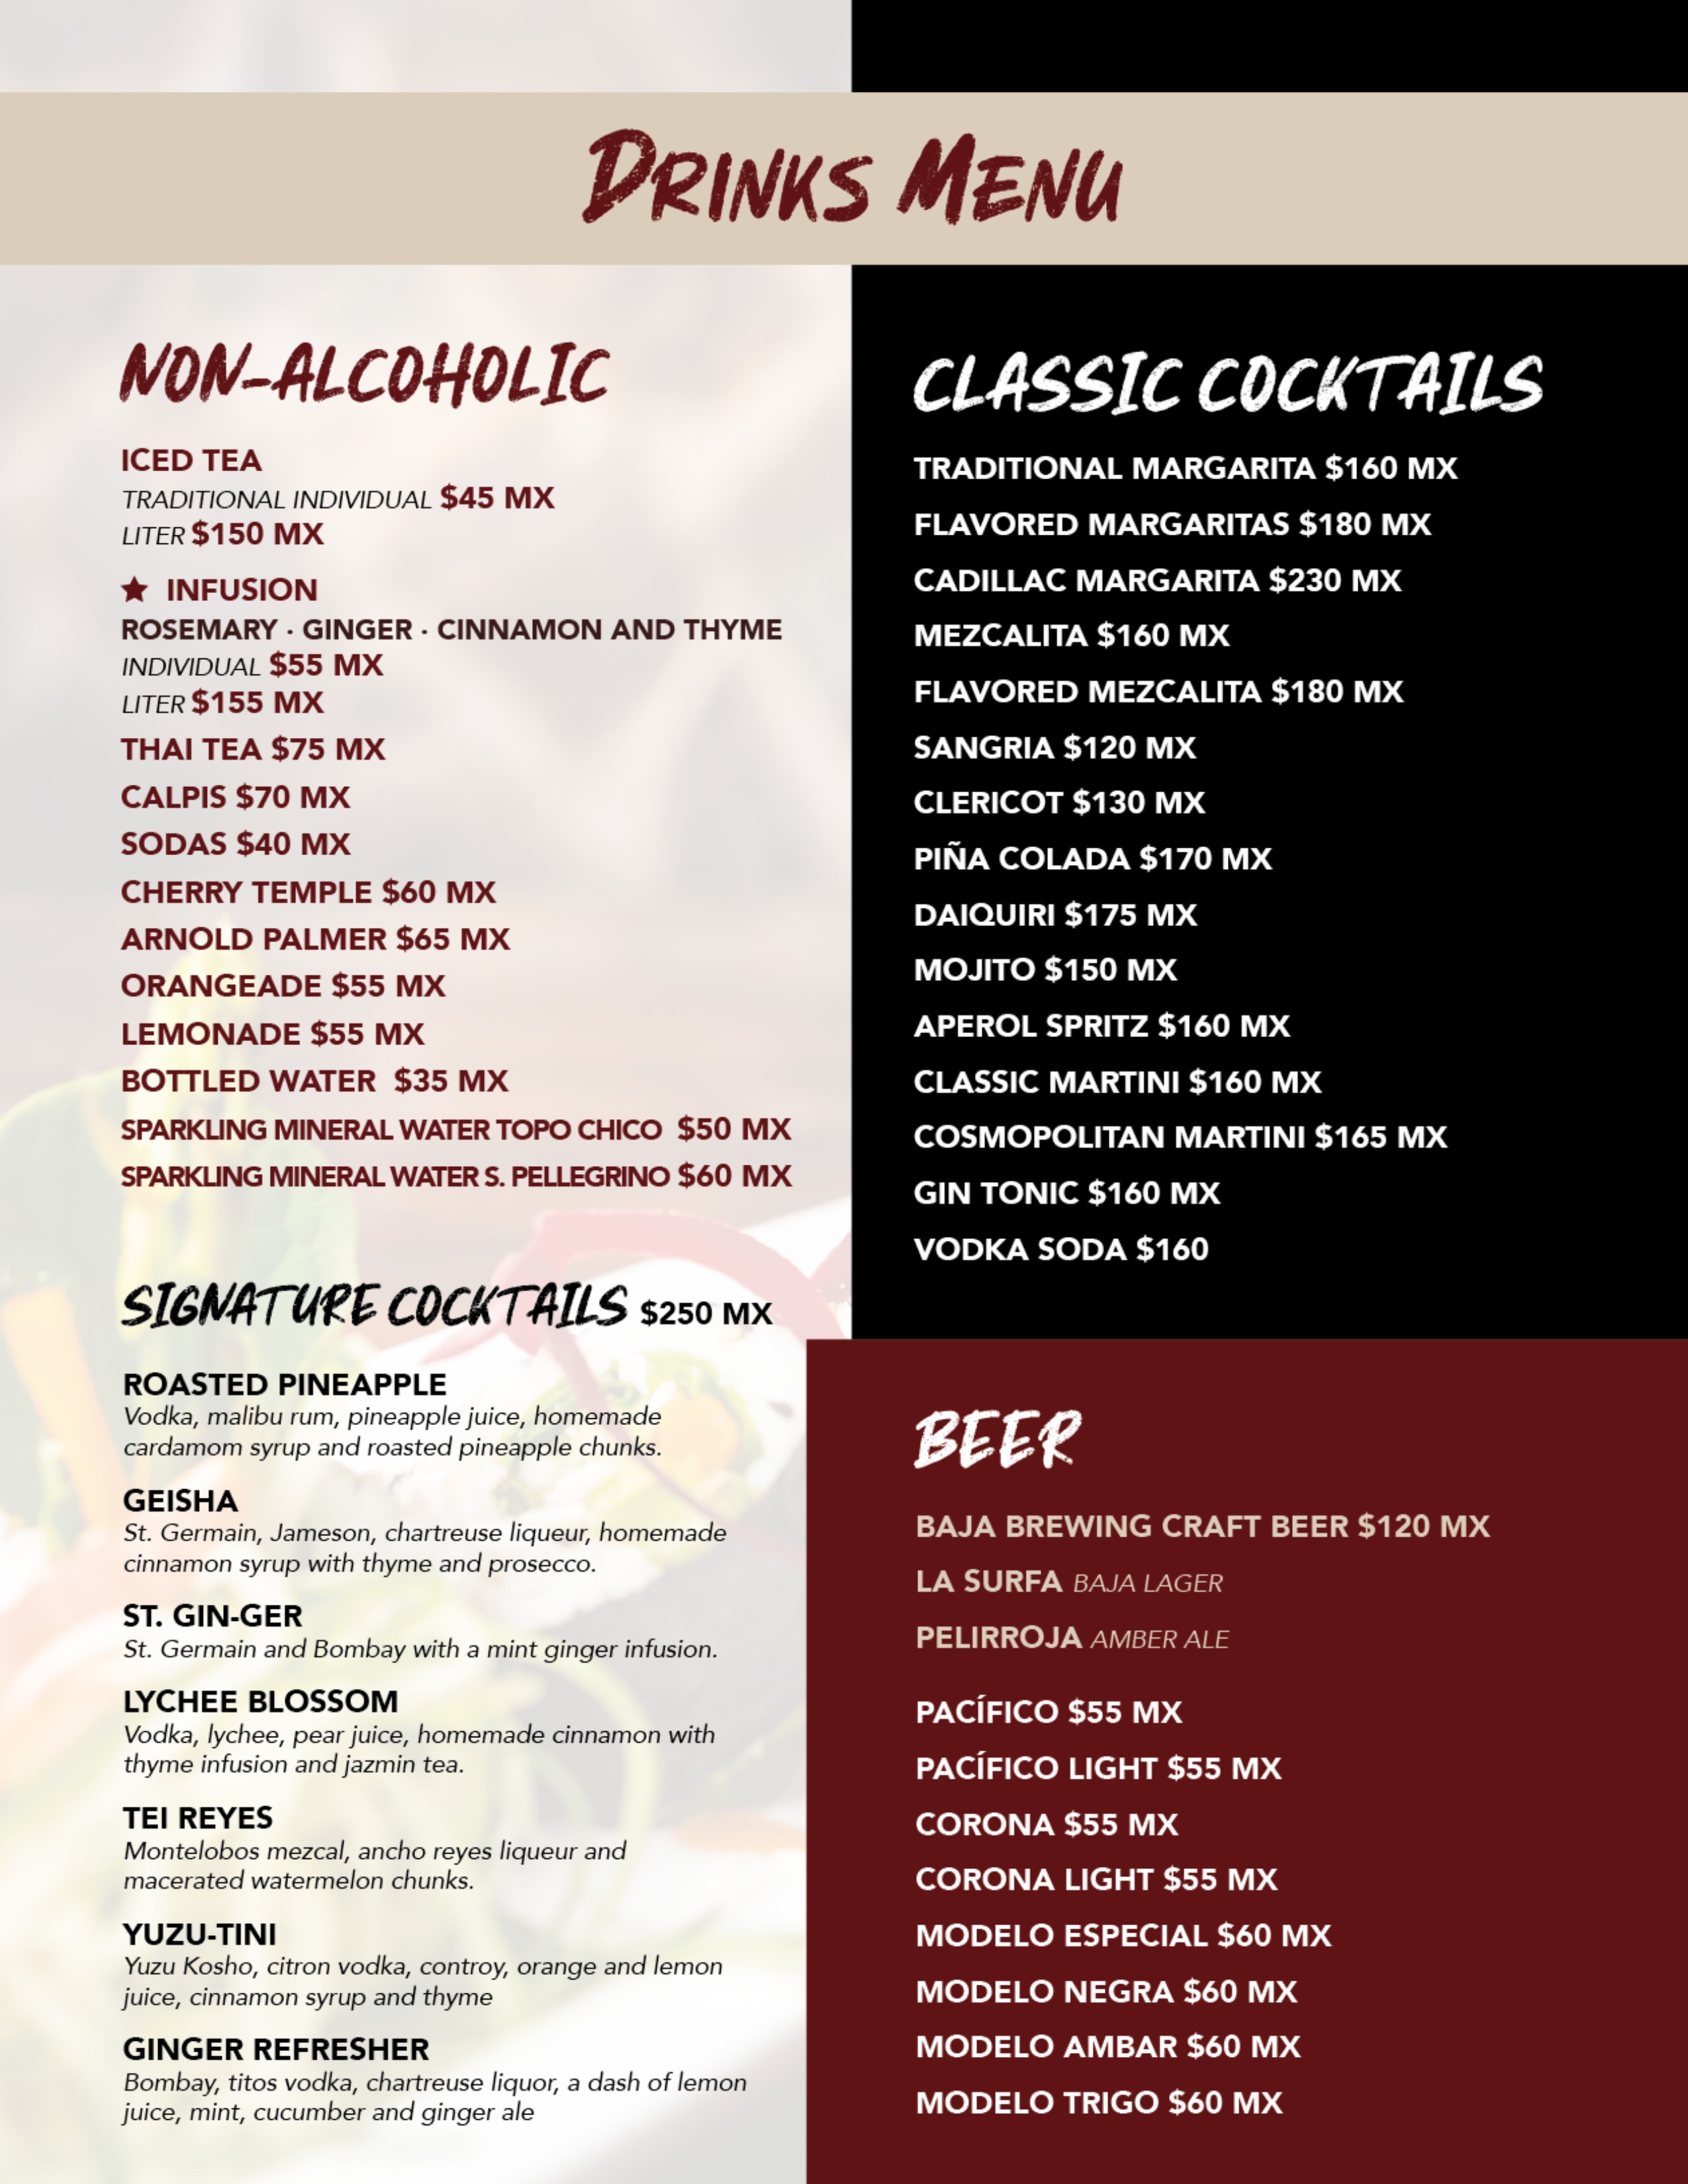 DRINKS MENU
NON-ALCOHOLIC
ICED TEA
TRADITIONAL INDIVIDUAL $45 MX
LITER $150 MX
★ INFUSION
ROSEMARY · GINGER · CINNAMON AND THYME
INDIVIDUAL $55 MX
LITER $155 MX
THAI TEA $75 MX
CALPIS $70 MX
SODAS $40 MX
CHERRY TEMPLE $60 MX
ARNOLD PALMER $65 MX
ORANGEADE $55 MX
LEMONADE $55 MX
BOTTLED WATER $35 MX
SPARKLING MINERAL WATER TOPO CHICO $50 MX
SPARKLING MINERAL WATER S. PELLEGRINO $60 MX
SIGNATURE COCKTAILS $250 MX
ROASTED PINEAPPLE
Vodka, malibu rum, pineapple juice, homemade
cardamom syrup and roasted pineapple chunks.
GEISHA
St. Germain, Jameson, chartreuse liqueur, homemade
cinnamon syrup with thyme and prosecco.
ST. GIN-GER
St. Germain and Bombay with a mint ginger infusion.
LYCHEE BLOSSOM
Vodka, lychee, pear juice, homemade cinnamon with
thyme infusion and jazmin tea.
TEI REYES
Montelobos mezcal, ancho reyes liqueur and
macerated watermelon chunks.
YUZU-TINI
Yuzu Kosho, citron vodka, controy, orange and lemon
juice, cinnamon syrup and thyme
GINGER REFRESHER
Bombay, titos vodka, chartreuse liquor, a dash of lemon
juice, mint, cucumber and ginger ale
CLASSIC COCKTAILS
TRADITIONAL MARGARITA $160 MX
FLAVORED MARGARITAS $180 MX
CADILLAC MARGARITA $230 MX
MEZCALITA $160 MX
FLAVORED MEZCALITA $180 MX
SANGRIA $120 MX
CLERICOT $130 MX
PIÑA COLADA $170 MX
DAIQUIRI $175 MX
MOJITO $150 MX
APEROL SPRITZ $160 MX
CLASSIC MARTINI $160 MX
COSMOPOLITAN MARTINI $165 MX
GIN TONIC $160 MX
VODKA SODA $160
BEER
BAJA BREWING CRAFT BEER $120 MX
LA SURFA BAJA LAGER
PELIRROJA AMBER ALE
PACÍFICO $55 MX
PACÍFICO LIGHT $55 MX
CORONA $55 MX
CORONA LIGHT $55 MX
MODELO ESPECIAL $60 MX
MODELO NEGRA $60 MX
MODELO AMBAR $60 MX
MODELO TRIGO $60 MX